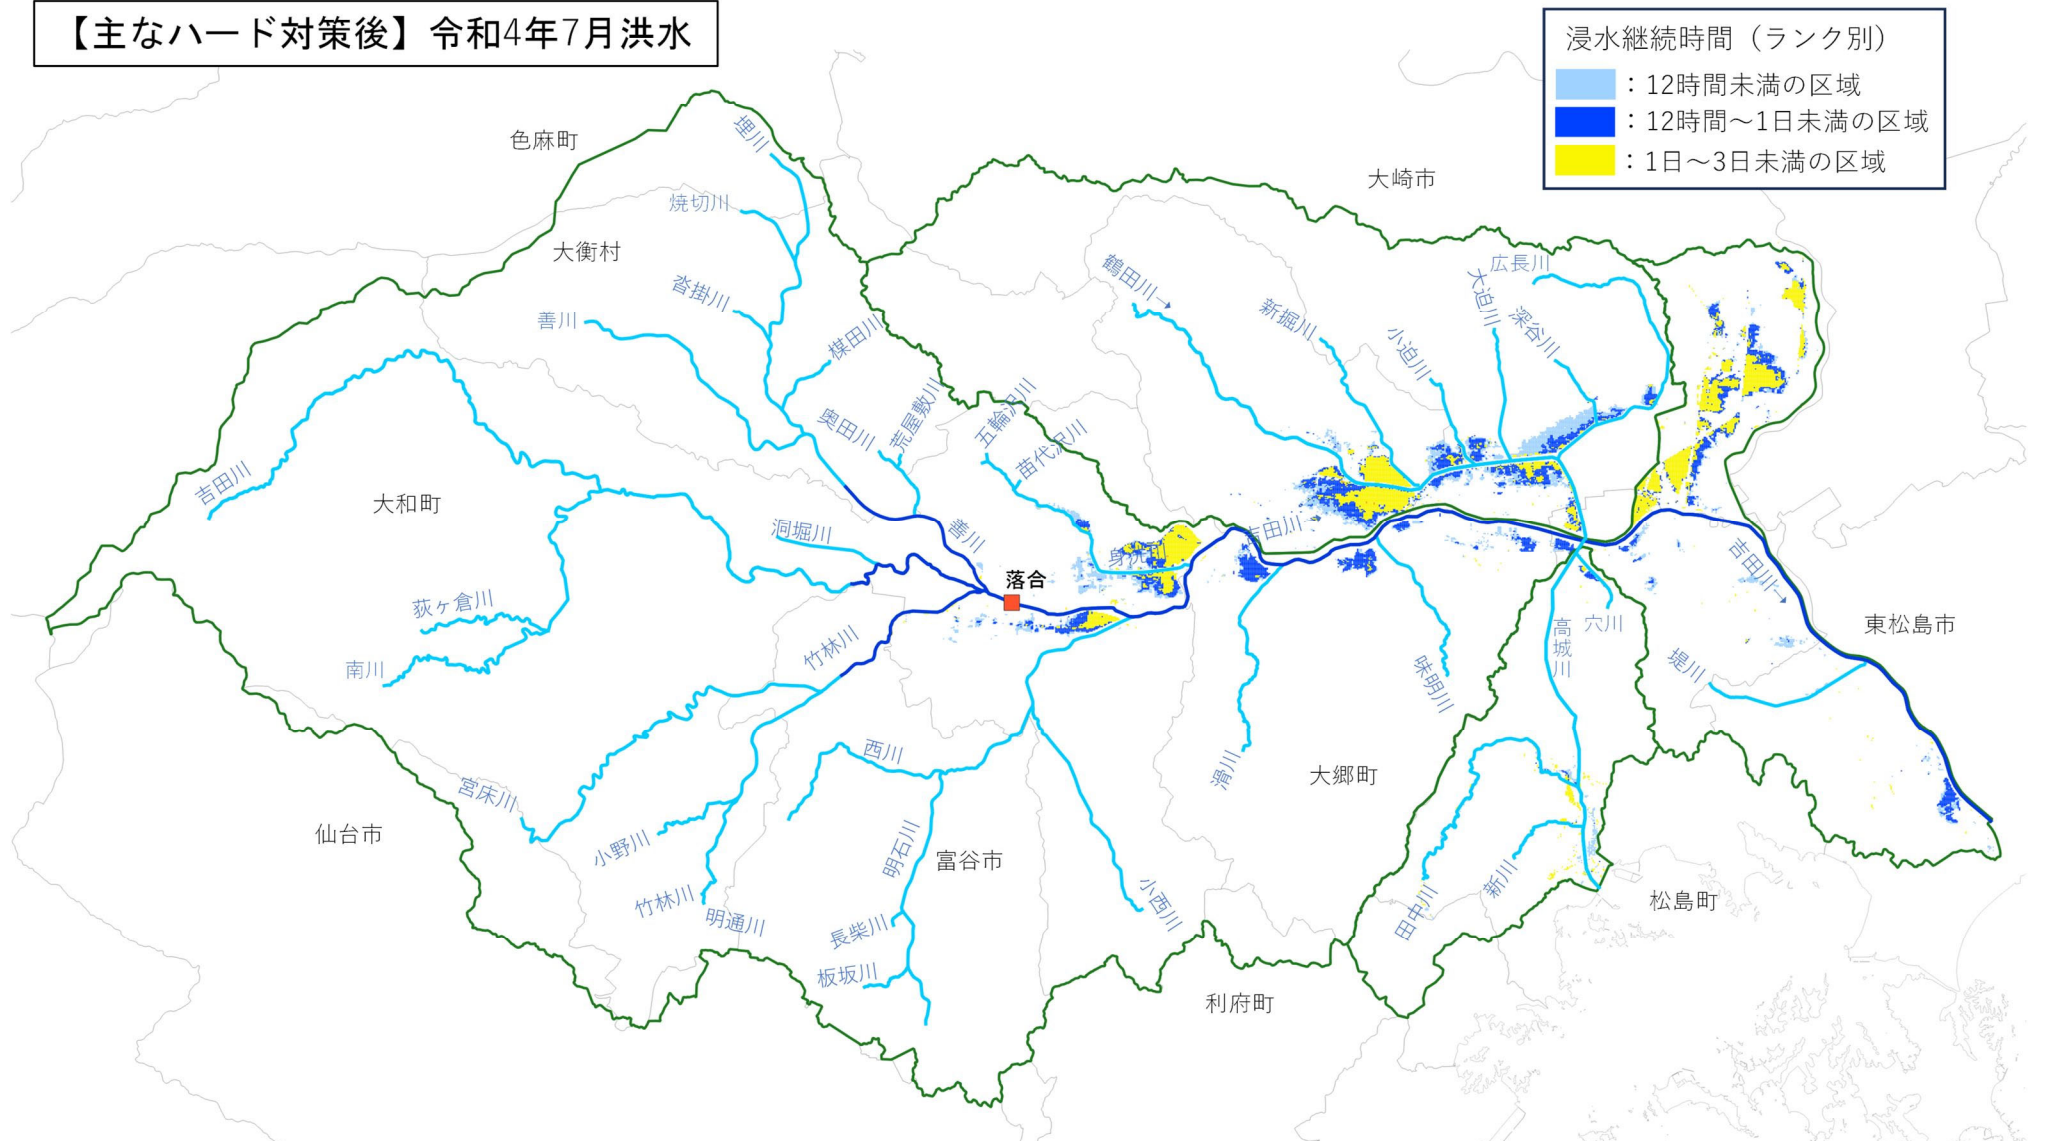 【主なハード対策後】令和4年7月洪水
浸水継続時間（ランク別）
：12時間未満の区域
：12時間～1日未満の区域
：1日～3日未満の区域
色麻町
埋川
大崎市
焼切川
大衡村
鶴田川→
広長川
沓掛川
大迫川
善川
新掘川
深谷川
楳田川
小迫川
荒屋敷川
五輪沢川
奥田川
苗代沢川
吉田川
大和町
洞堀川
善川
吉田川→
身洗川
落合
吉田川→
荻ヶ倉川
竹林川
高城川
穴川
東松島市
南川
味明川
堤川
西川
滑川
大郷町
宮床川
仙台市
小野川
明石川
富谷市
竹林川
小西川
新川
松島町
明通川
長柴川
田中川
板坂川
利府町